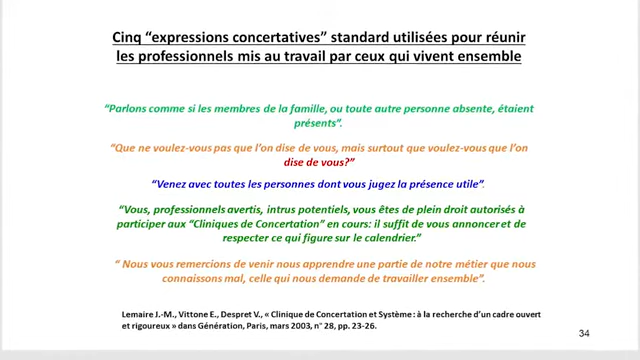 Cinq “expressions concertatives” standard utilisées pour réunir
les professionnels mis au travail par ceux qui vivent ensemble
“Parlons comme si les membres de la famille, ou toute autre personne absente, étaient
présents”.
“Que ne voulez-vous pas que l’on dise de vous, mais surtout que voulez-vous que l’on
dise de vous?”
“Venez avec toutes les personnes dont vous jugez la présence utile”.
“Vous, professionnels avertis, intrus potentiels, vous êtes de plein droit autorisés à
participer aux “Cliniques de Concertation” en cours: il suffit de vous annoncer et de
respecter ce qui figure sur le calendrier.”
“ Nous vous remercions de venir nous apprendre une partie de notre métier que nous
connaissons mal, celle qui nous demande de travailler ensemble”.
Lemaire J.-M., Vittone E., Despret V., « Clinique de Concertation et Système : à la recherche d’un cadre ouvert
et rigoureux » dans Génération, Paris, mars 2003, n° 28, pp. 23-26.
34